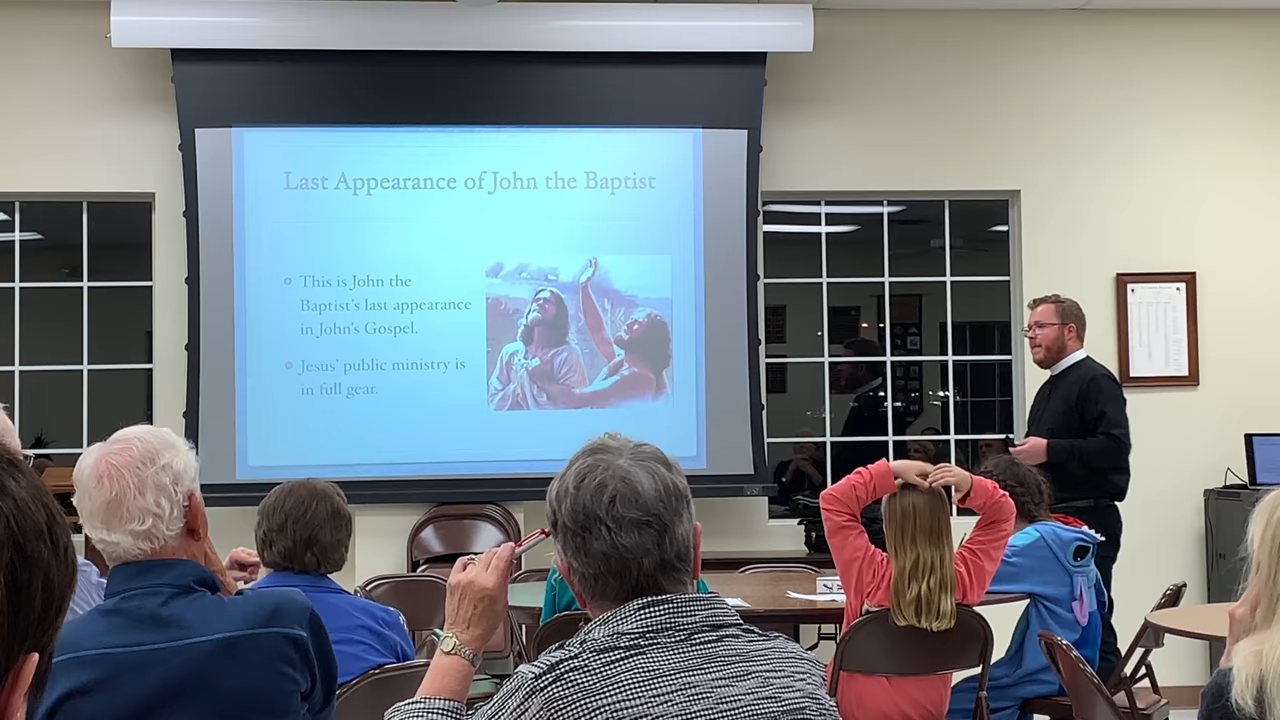 Last Appearance of John the Baptist
This is John the
Baptist's last appearance
in John's Gospel.
Jesus' public ministry is
in full gear.